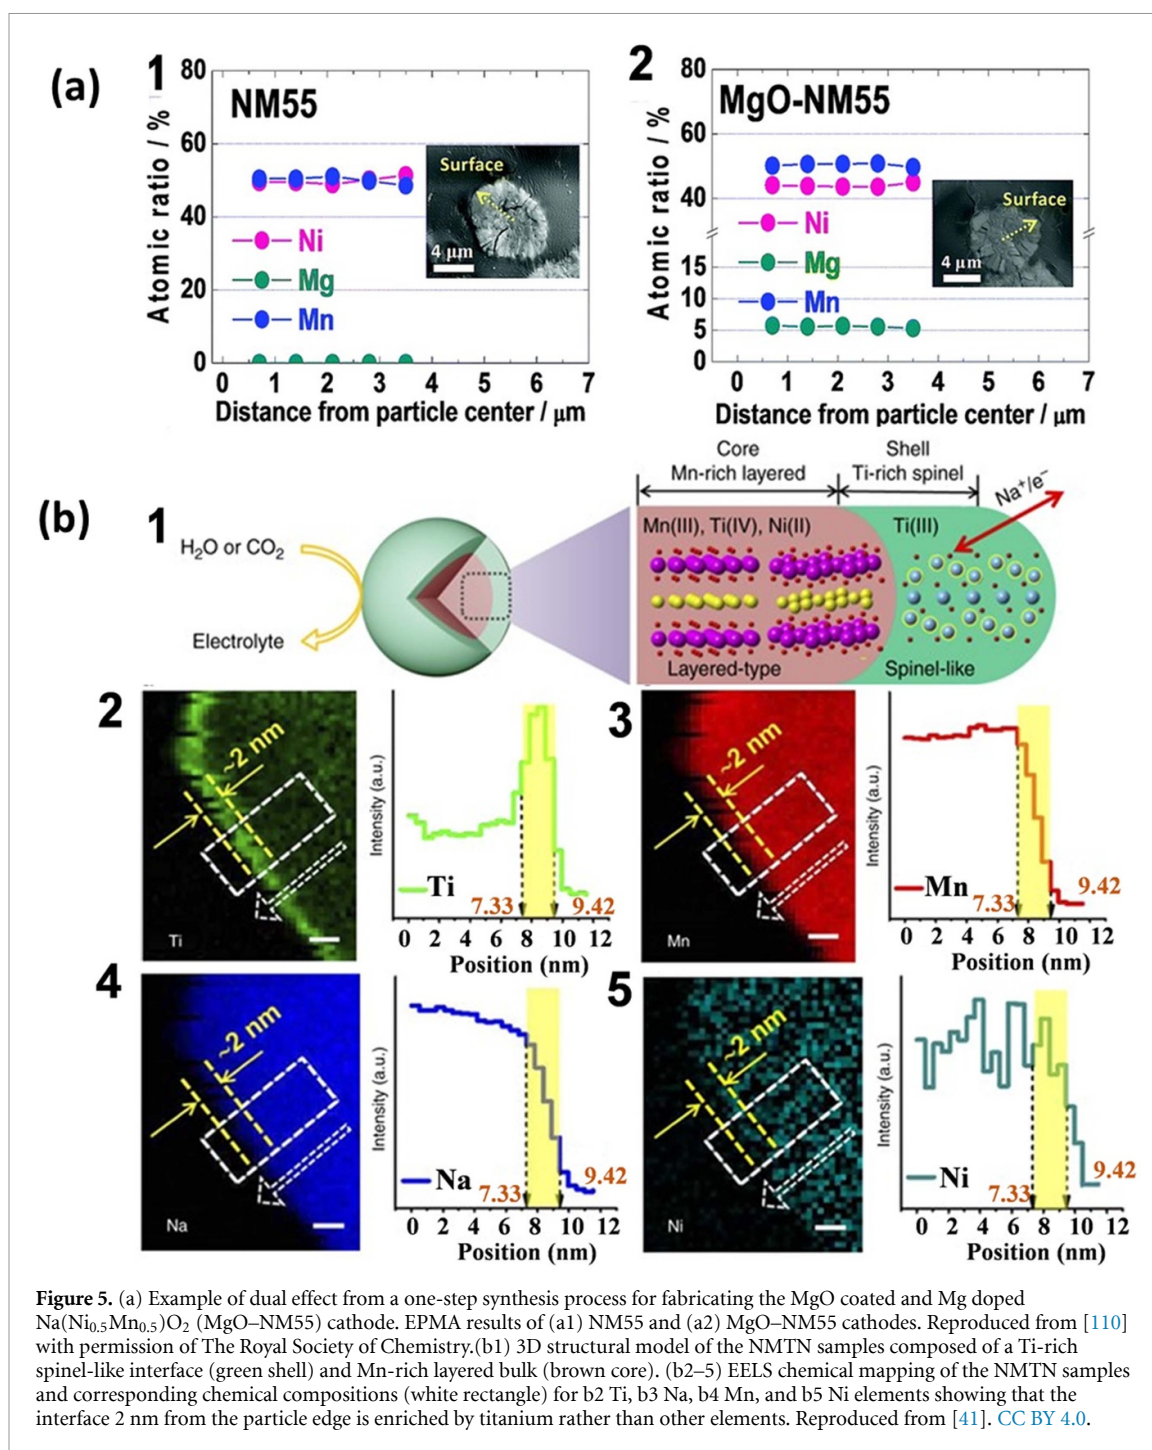 (a)
1
2
80
60
40
20
0
Atomic ratio / %
NM55
Surface
4 μm
Ni
Mg
Mn
0 1 2 3 4 5 6 7
Distance from particle center / μm
80
60
40
15
10
5
0
Atomic ratio / %
MgO-NM55
Surface
4 μm
Ni
Mg
Mn
0 1 2 3 4 5 6 7
Distance from particle center / μm
(b)
1
H₂O or CO₂
Electrolyte
Core
Mn-rich layered
Shell
Ti-rich spinel
Na⁺/e⁻
Mn(III), Ti(IV), Ni(II)
Ti(III)
Layered-type
Spinel-like
2
~2 nm
Ti
Intensity (a.u.)
Ti
7.33
9.42
0 2 4 6 8 10 12
Position (nm)
3
~2 nm
Mn
Intensity (a.u.)
Mn
7.33
9.42
0 2 4 6 8 10 12
Position (nm)
4
~2 nm
Na
Intensity (a.u.)
Na
7.33
9.42
0 2 4 6 8 10 12
Position (nm)
5
~2 nm
Ni
Intensity (a.u.)
Ni
7.33
9.42
0 2 4 6 8 10 12
Position (nm)
Figure 5. (a) Example of dual effect from a one-step synthesis process for fabricating the MgO coated and Mg doped
Na(Ni₀.₅Mn₀.₅)O₂ (MgO–NM55) cathode. EPMA results of (a1) NM55 and (a2) MgO–NM55 cathodes. Reproduced from [110]
with permission of The Royal Society of Chemistry.(b1) 3D structural model of the NMTN samples composed of a Ti-rich
spinel-like interface (green shell) and Mn-rich layered bulk (brown core). (b2–5) EELS chemical mapping of the NMTN samples
and corresponding chemical compositions (white rectangle) for b2 Ti, b3 Na, b4 Mn, and b5 Ni elements showing that the
interface 2 nm from the particle edge is enriched by titanium rather than other elements. Reproduced from [41]. CC BY 4.0.